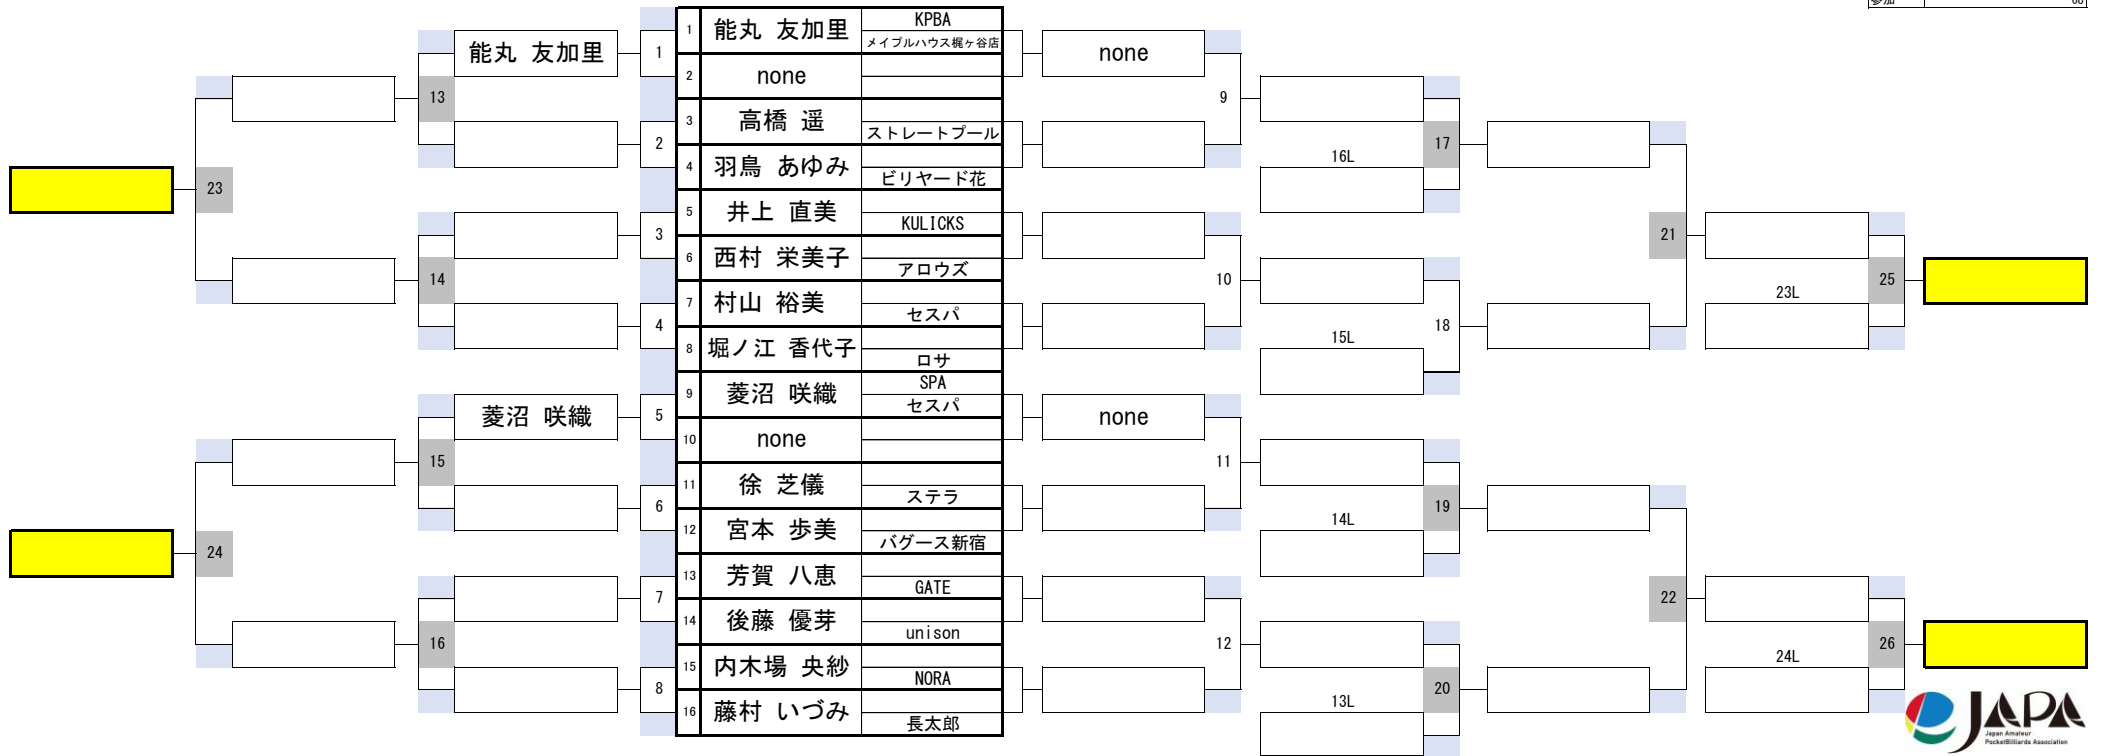 参加
1 能丸 友加里 KPBA
メイプルハウス梶ヶ谷店
2 none
3 高橋 遥 ストレートプール
4 羽鳥 あゆみ ビリヤード花
5 井上 直美 KULICKS
6 西村 栄美子 アロウズ
7 村山 裕美 セスパ
8 堀ノ江 香代子 ロサ
9 菱沼 咲織 SPA
セスパ
10 none
11 徐 芝儀 ステラ
12 宮本 歩美 バグース新宿
13 芳賀 八恵 GATE
14 後藤 優芽 unison
15 内木場 央紗 NORA
16 藤村 いづみ 長太郎
能丸 友加里
菱沼 咲織
1
2
3
4
5
6
7
8
13
14
15
16
23
24
none
none
9
10
11
12
16L
15L
14L
13L
17
18
19
20
21
22
23L
24L
25
26
JAPA
Japan Amateur
PocketBilliards Association